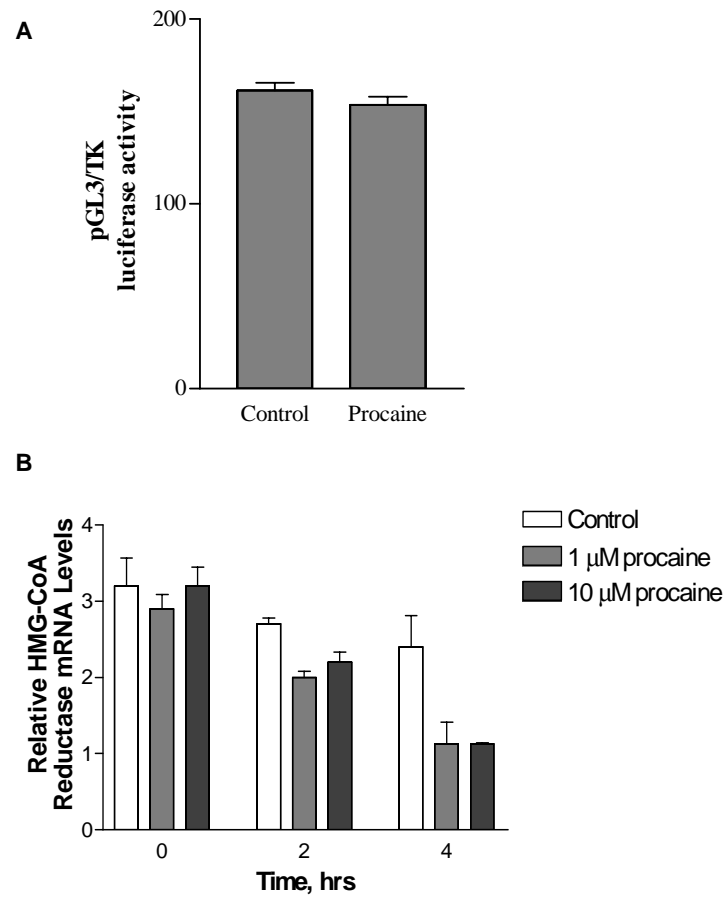 A
200
100
0
pGL3/TK
luciferase activity
Control Procaine
B
4
3
2
1
0
Relative HMG-CoA
Reductase mRNA Levels
0 2 4
Time, hrs
Control
1 μM procaine
10 μM procaine